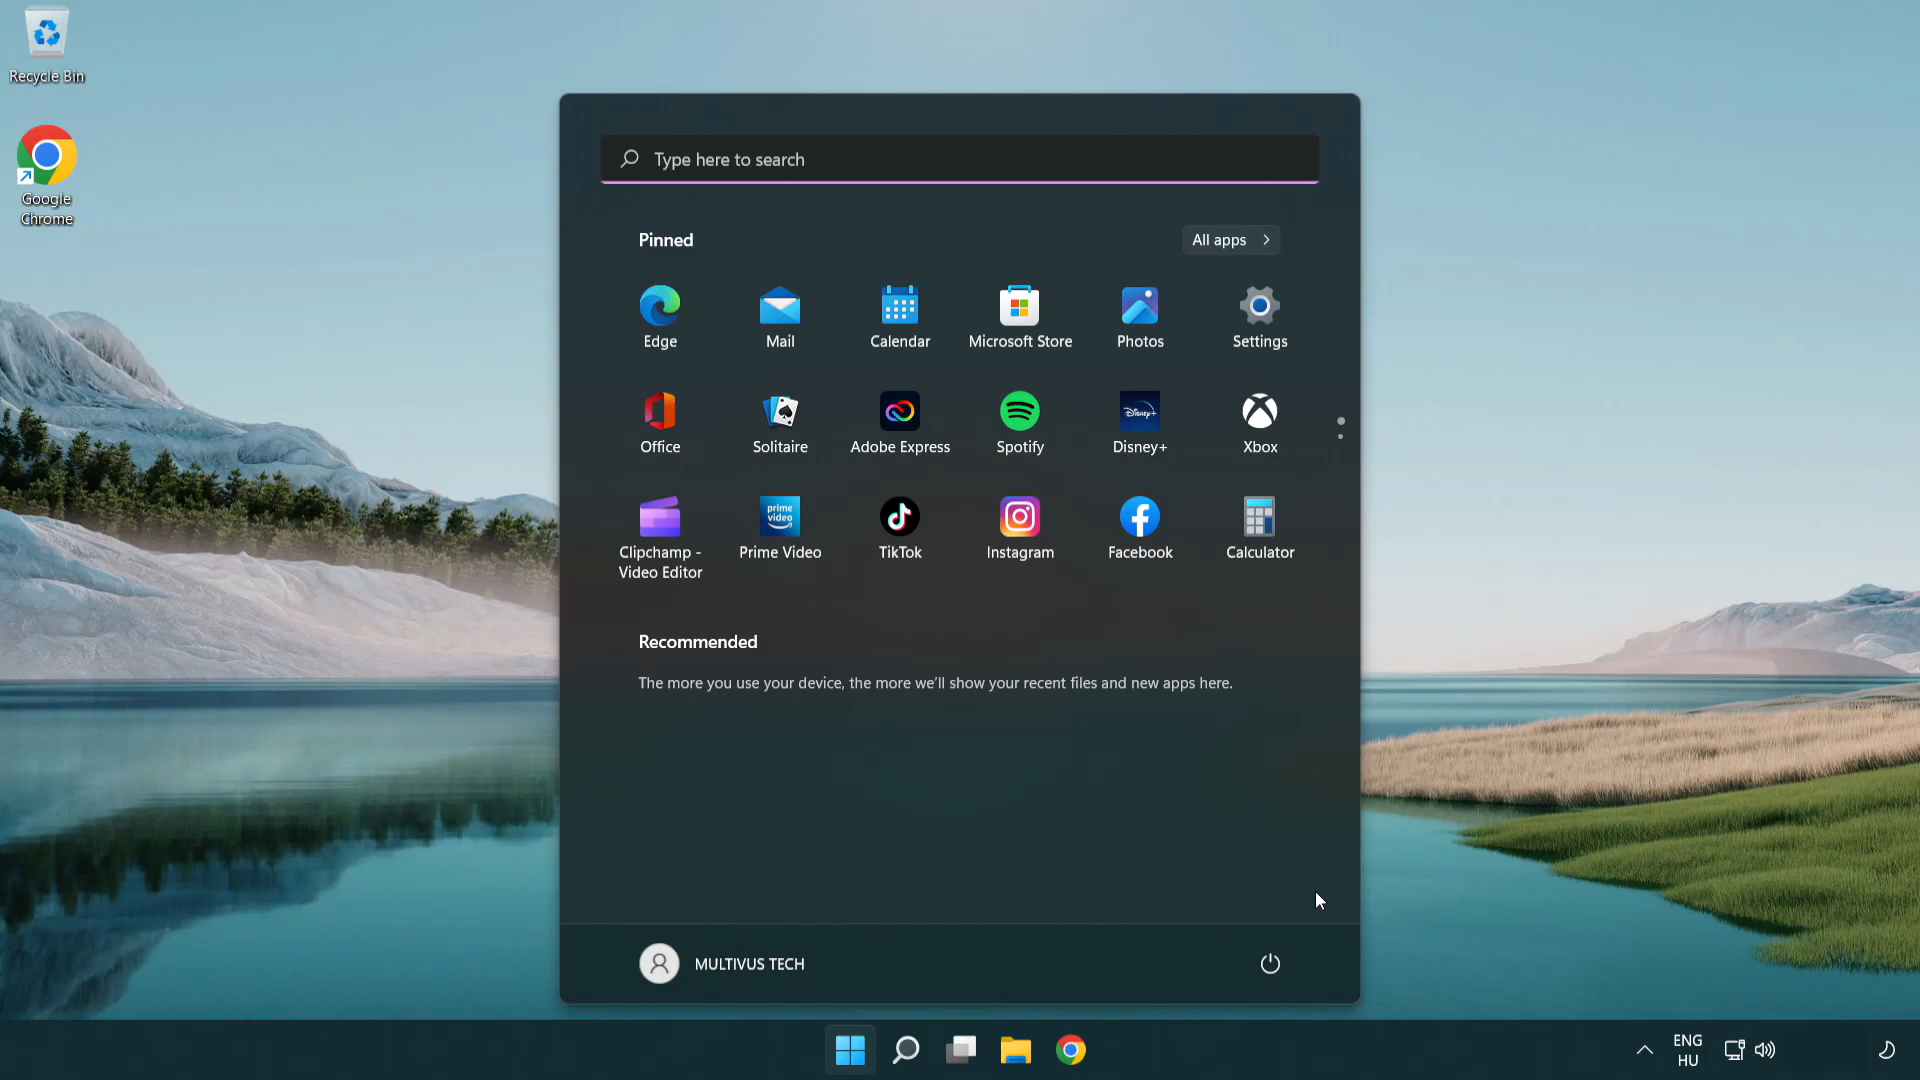 Recycle Bin
Google
Chrome
Type here to search
Pinned
All apps
Edge
Mail
Calendar
Microsoft Store
Photos
Settings
Office
Solitaire
Adobe Express
Spotify
Disney+
Disney+
Xbox
prime
video
Clipchamp -
Video Editor
Prime Video
TikTok
Instagram
Facebook
Calculator
Recommended
The more you use your device, the more we'll show your recent files and new apps here.
MULTIVUS TECH
ENG
HU